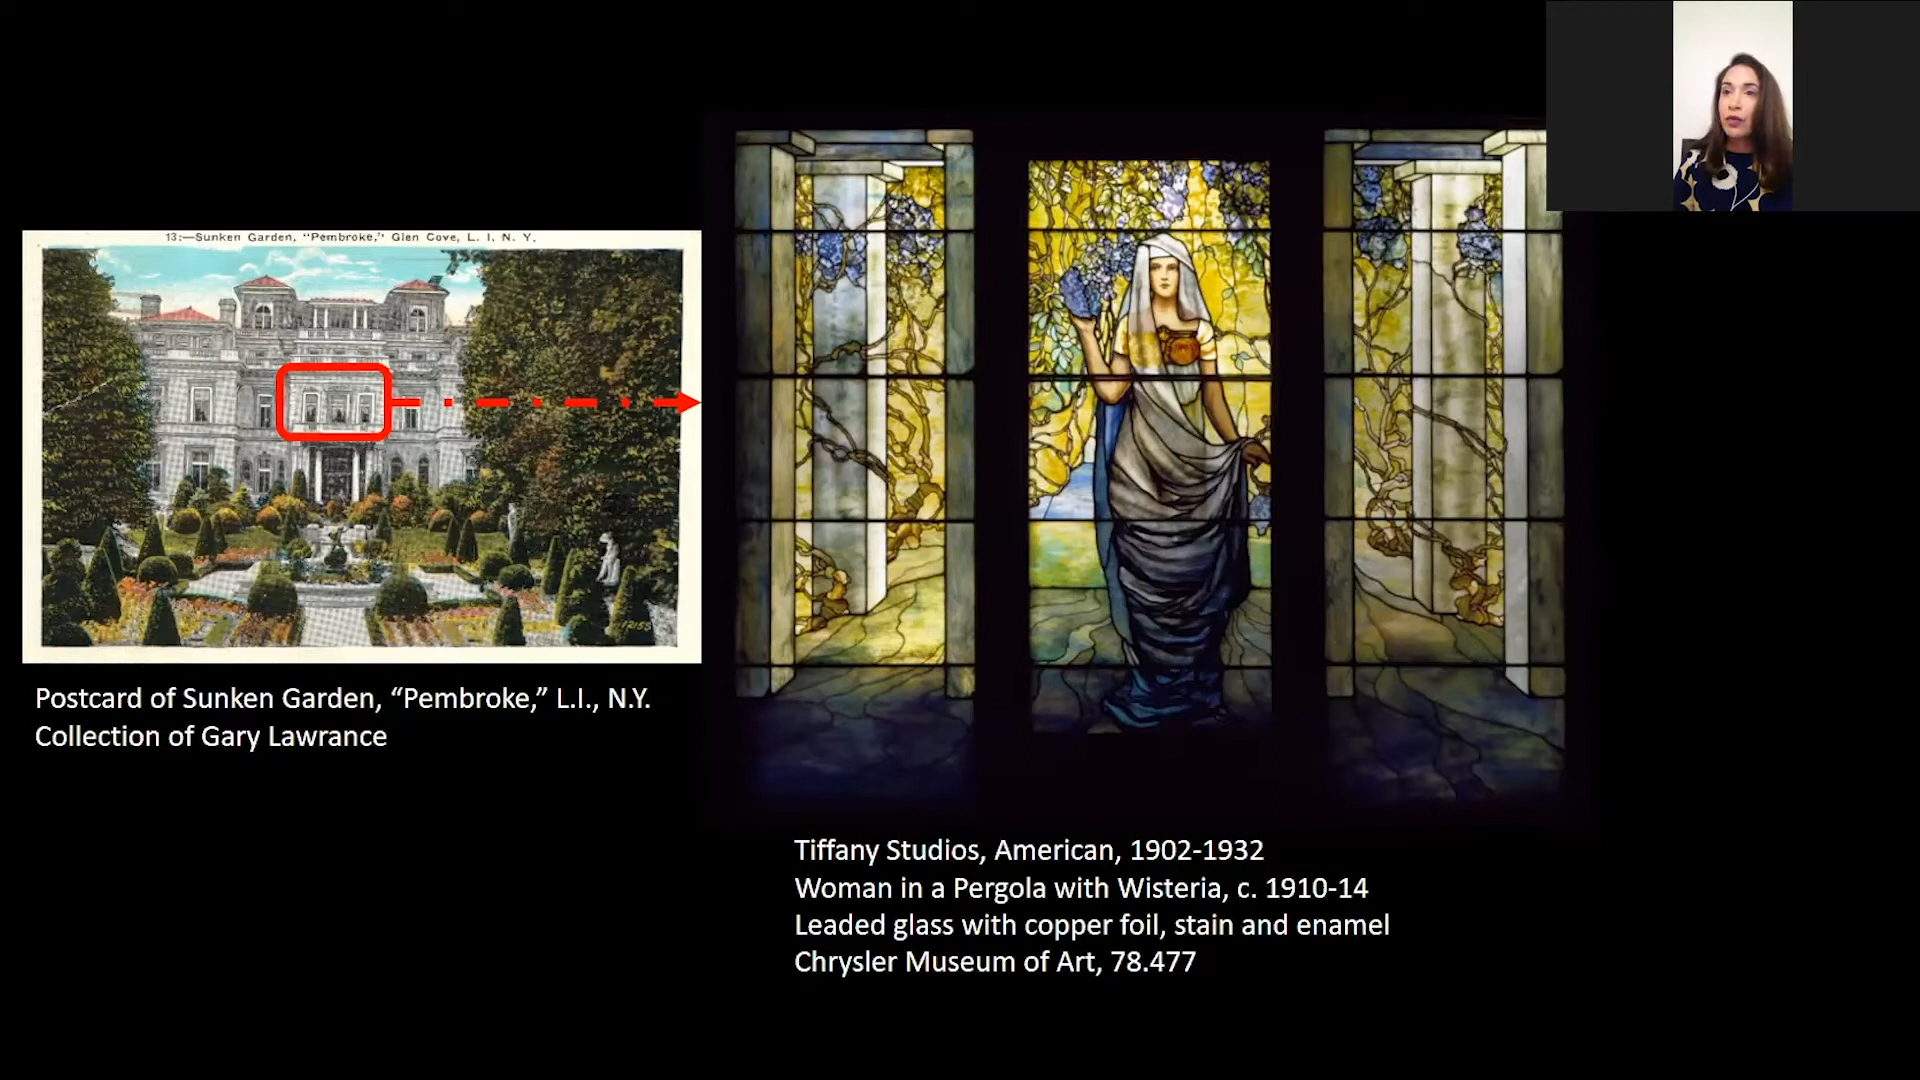 13:—Sunken Garden, "Pembroke," Glen Cove, L. I, N. Y.
Postcard of Sunken Garden, “Pembroke,” L.I., N.Y.
Collection of Gary Lawrance
Tiffany Studios, American, 1902-1932
Woman in a Pergola with Wisteria, c. 1910-14
Leaded glass with copper foil, stain and enamel
Chrysler Museum of Art, 78.477